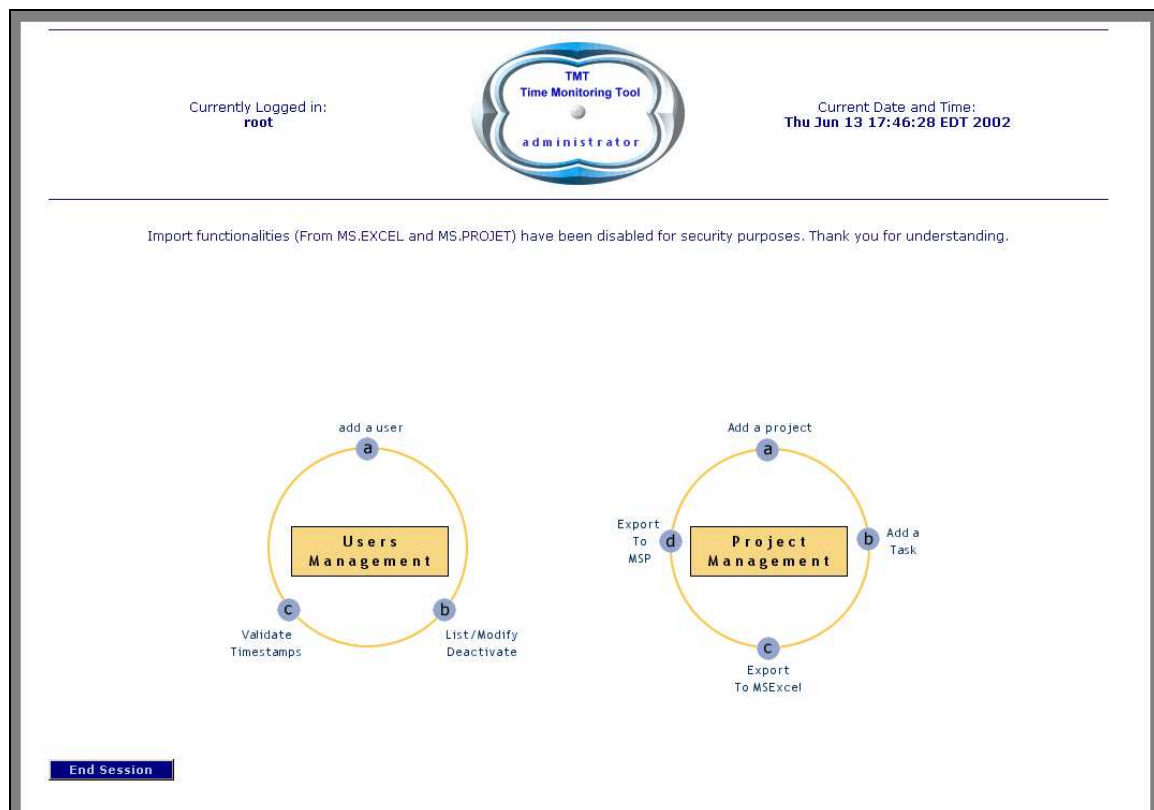 Currently Logged in:
root
TMT
Time Monitoring Tool
administrator
Current Date and Time:
Thu Jun 13 17:46:28 EDT 2002
Import functionalities (From MS.EXCEL and MS.PROJET) have been disabled for security purposes. Thank you for understanding.
add a user
a
Users
Management
c
b
Validate
Timestamps
List/Modify
Deactivate
Add a project
a
Export
To
MSP
d
Project
Management
b
Add a
Task
c
Export
To MSExcel
End Session